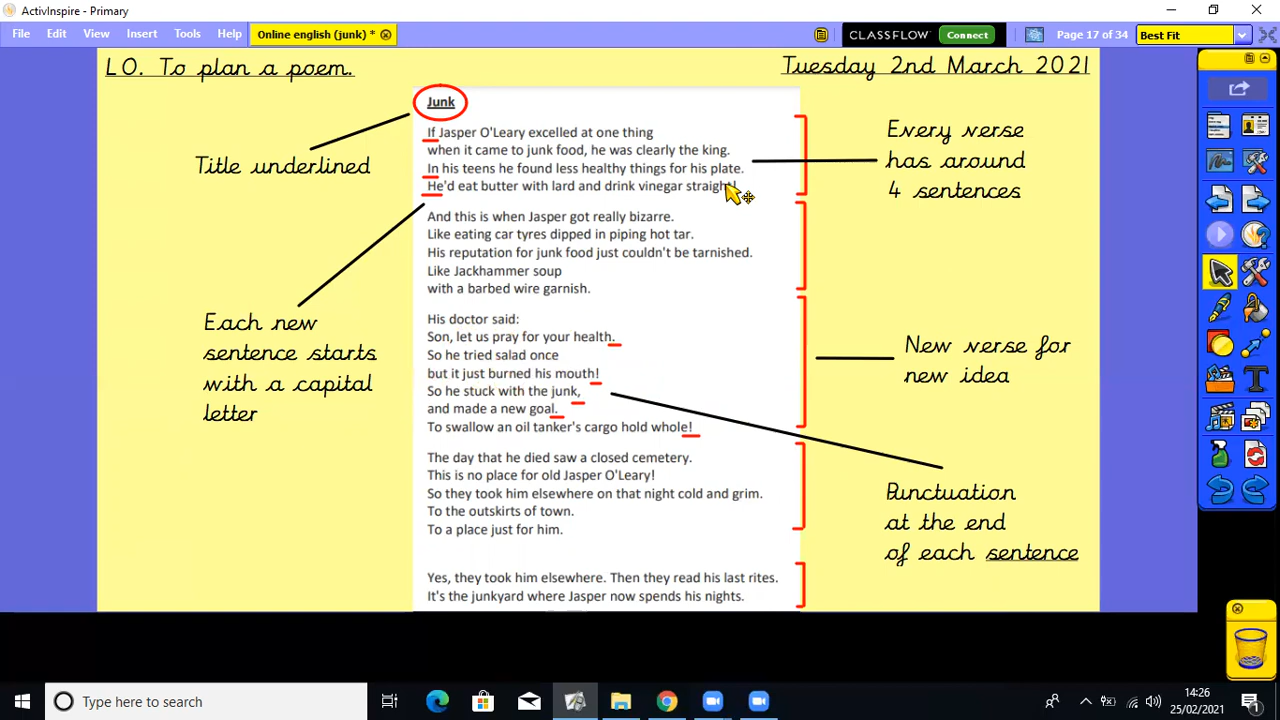 ActivInspire - Primary
File Edit View Insert Tools Help Online english (junk) * CLASSFLOW Connect Page 17 of 34 Best Fit
LO. To plan a poem.
Tuesday 2nd March 2021
Junk
If Jasper O'Leary excelled at one thing
when it came to junk food, he was clearly the king.
In his teens he found less healthy things for his plate.
He'd eat butter with lard and drink vinegar straight!
And this is when Jasper got really bizarre.
Like eating car tyres dipped in piping hot tar.
His reputation for junk food just couldn't be tarnished.
Like Jackhammer soup
with a barbed wire garnish.
His doctor said:
Son, let us pray for your health.
So he tried salad once
but it just burned his mouth!
So he stuck with the junk,
and made a new goal.
To swallow an oil tanker's cargo hold whole!
The day that he died saw a closed cemetery.
This is no place for old Jasper O'Leary!
So they took him elsewhere on that night cold and grim.
To the outskirts of town.
To a place just for him.
Yes, they took him elsewhere. Then they read his last rites.
It's the junkyard where Jasper now spends his nights.
Title underlined
Each new
sentence starts
with a capital
letter
Every verse
has around
4 sentences
New verse for
new idea
Punctuation
at the end
of each sentence
Type here to search
14:26
25/02/2021
1